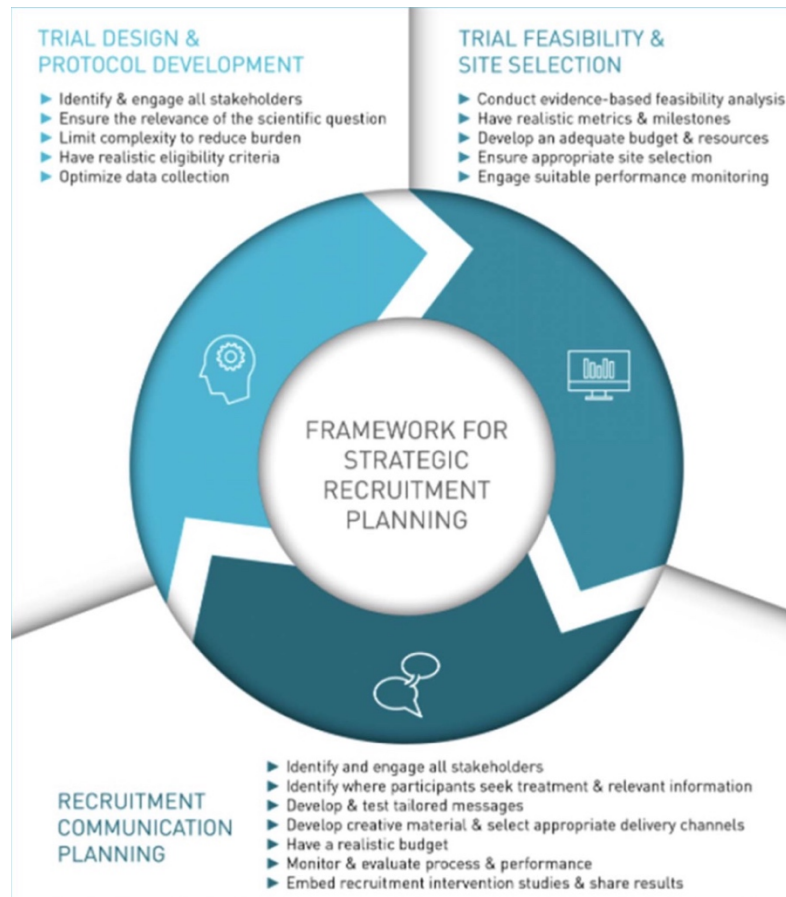 TRIAL DESIGN &
PROTOCOL DEVELOPMENT
► Identify & engage all stakeholders
► Ensure the relevance of the scientific question
► Limit complexity to reduce burden
► Have realistic eligibility criteria
► Optimize data collection
TRIAL FEASIBILITY &
SITE SELECTION
► Conduct evidence-based feasibility analysis
► Have realistic metrics & milestones
► Develop an adequate budget & resources
► Ensure appropriate site selection
► Engage suitable performance monitoring
FRAMEWORK FOR
STRATEGIC
RECRUITMENT
PLANNING
RECRUITMENT
COMMUNICATION
PLANNING
► Identify and engage all stakeholders
► Identify where participants seek treatment & relevant information
► Develop & test tailored messages
► Develop creative material & select appropriate delivery channels
► Have a realistic budget
► Monitor & evaluate process & performance
► Embed recruitment intervention studies & share results